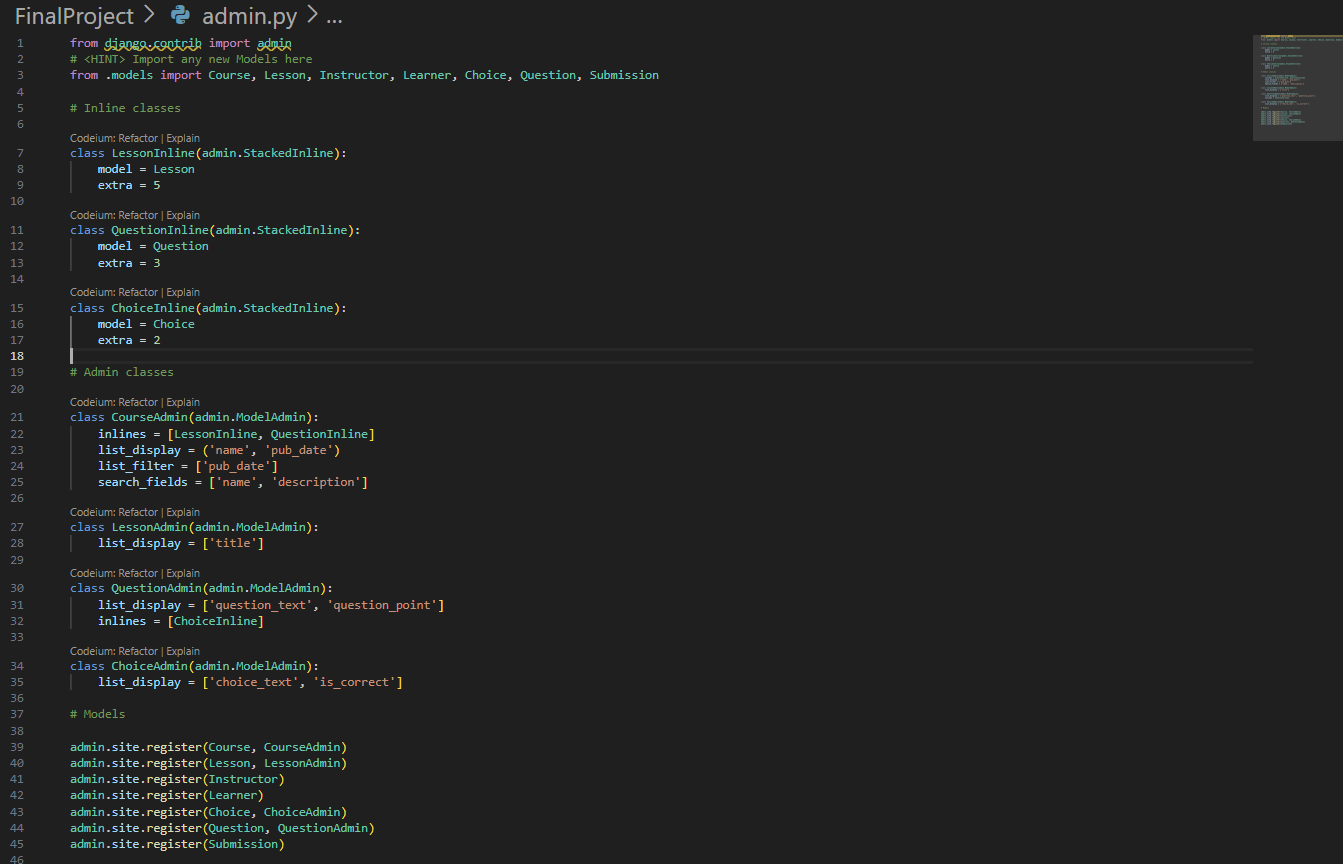 FinalProject > admin.py > ...
1 from django.contrib import admin
2 # <HINT> Import any new Models here
3 from .models import Course, Lesson, Instructor, Learner, Choice, Question, Submission
4
5 # Inline classes
6
Codeium: Refactor | Explain
7 class LessonInline(admin.StackedInline):
8     model = Lesson
9     extra = 5
10
Codeium: Refactor | Explain
11 class QuestionInline(admin.StackedInline):
12     model = Question
13     extra = 3
14
Codeium: Refactor | Explain
15 class ChoiceInline(admin.StackedInline):
16     model = Choice
17     extra = 2
18
19 # Admin classes
20
Codeium: Refactor | Explain
21 class CourseAdmin(admin.ModelAdmin):
22     inlines = [LessonInline, QuestionInline]
23     list_display = ('name', 'pub_date')
24     list_filter = ['pub_date']
25     search_fields = ['name', 'description']
26
Codeium: Refactor | Explain
27 class LessonAdmin(admin.ModelAdmin):
28     list_display = ['title']
29
Codeium: Refactor | Explain
30 class QuestionAdmin(admin.ModelAdmin):
31     list_display = ['question_text', 'question_point']
32     inlines = [ChoiceInline]
33
Codeium: Refactor | Explain
34 class ChoiceAdmin(admin.ModelAdmin):
35     list_display = ['choice_text', 'is_correct']
36
37 # Models
38
39 admin.site.register(Course, CourseAdmin)
40 admin.site.register(Lesson, LessonAdmin)
41 admin.site.register(Instructor)
42 admin.site.register(Learner)
43 admin.site.register(Choice, ChoiceAdmin)
44 admin.site.register(Question, QuestionAdmin)
45 admin.site.register(Submission)
46